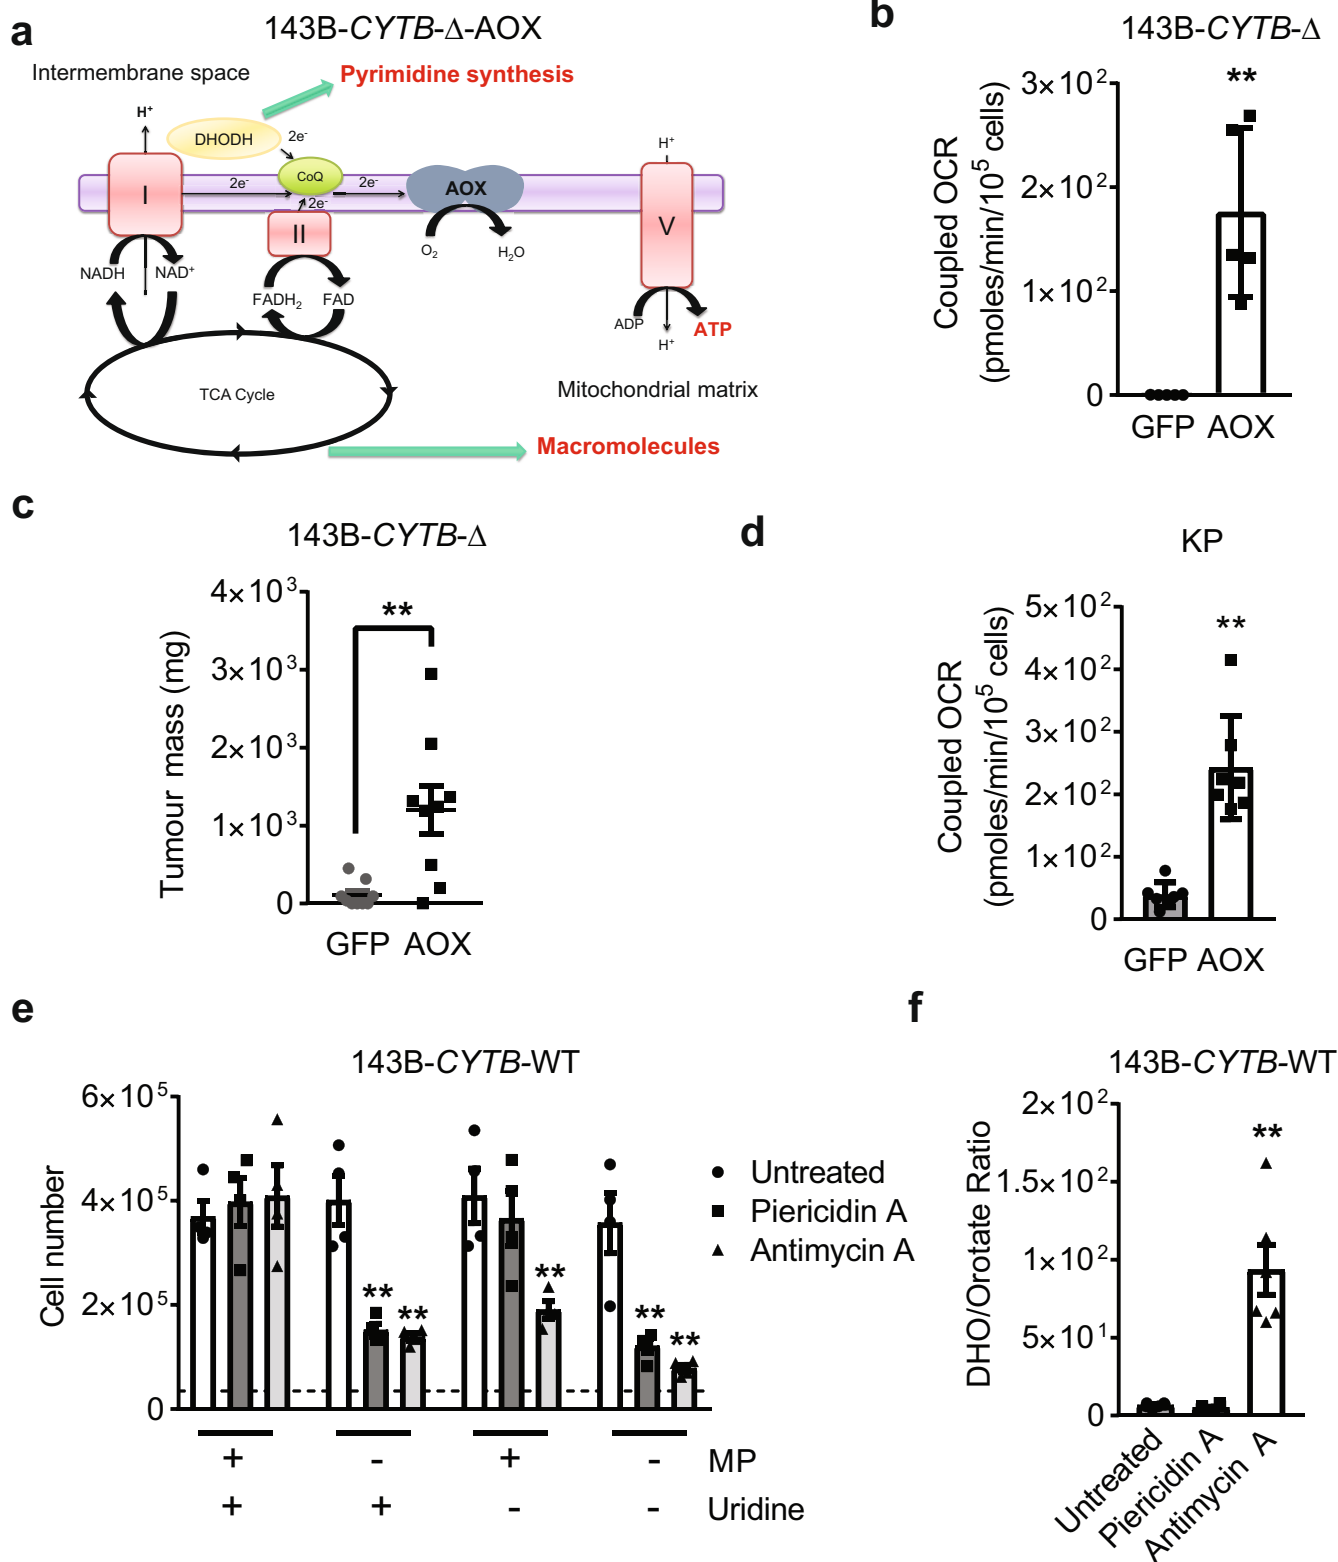 a
143B-CYTB-Δ-AOX
Intermembrane space
Pyrimidine synthesis
H⁺
DHODH
2e⁻
H⁺
I
2e⁻
CoQ
2e⁻
AOX
2e⁻
II
V
O₂
H₂O
NADH
NAD⁺
FADH₂
FAD
ADP
ATP
H⁺
TCA Cycle
Mitochondrial matrix
Macromolecules
b
143B-CYTB-Δ
Coupled OCR
(pmoles/min/10⁵ cells)
3×10²
2×10²
1×10²
0
**
GFP AOX
c
143B-CYTB-Δ
Tumour mass (mg)
4×10³
3×10³
2×10³
1×10³
0
**
GFP AOX
d
KP
Coupled OCR
(pmoles/min/10⁵ cells)
5×10²
4×10²
3×10²
2×10²
1×10²
0
**
GFP AOX
e
143B-CYTB-WT
Cell number
6×10⁵
4×10⁵
2×10⁵
0
** ** ** ** **
Untreated
Piericidin A
Antimycin A
+ - + - MP
+ + - - Uridine
f
143B-CYTB-WT
DHO/Orotate Ratio
2×10²
1.5×10²
1×10²
5×10¹
0
**
Untreated
Piericidin A
Antimycin A